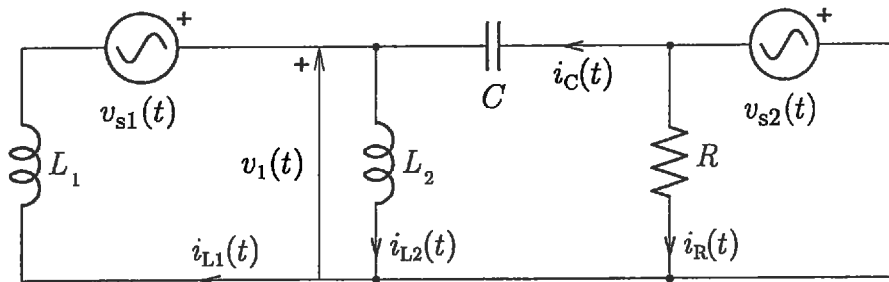 + +
+ i_C(t)
v_s1(t) C v_s2(t)
L_1 v_1(t) L_2 R
i_L1(t) i_L2(t) i_R(t)